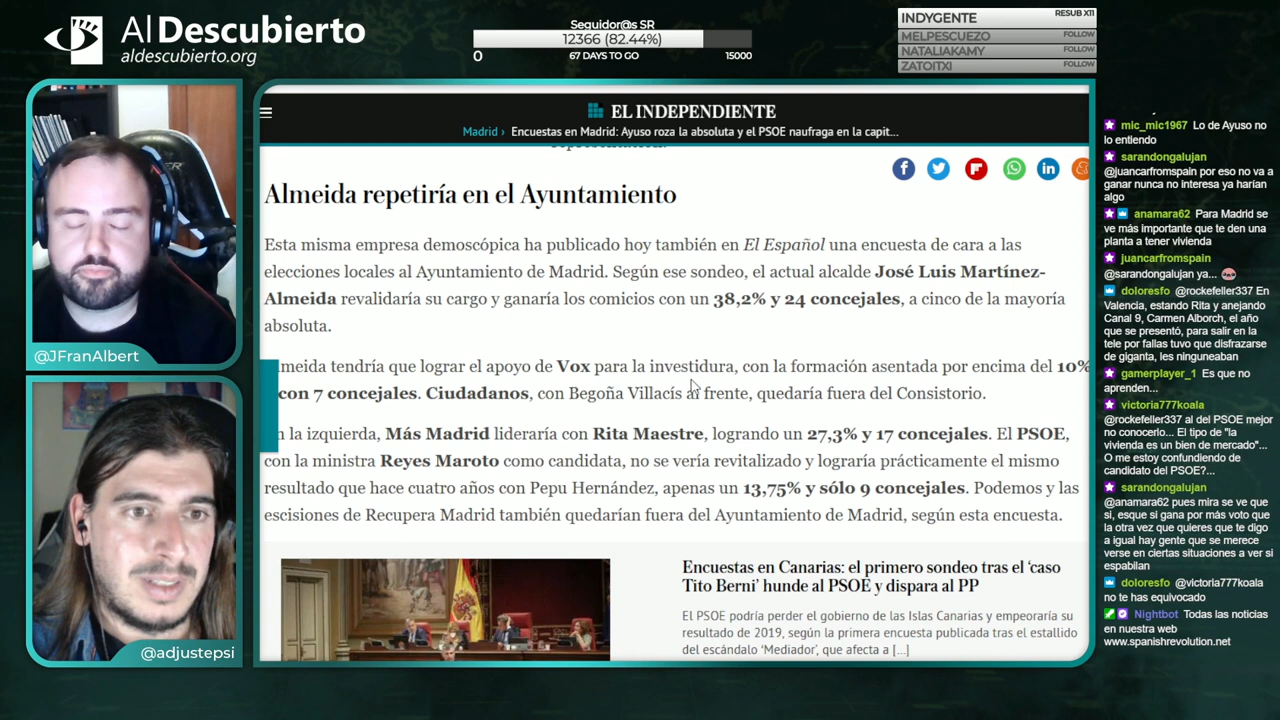 Al Descubierto
aldescubierto.org
Seguidor@s SR
12366 (82.44%)
0
67 DAYS TO GO
15000
INDYGENTE
RESUB X11
MELPESCUEZO
FOLLOW
NATALIAKAMY
FOLLOW
ZATOITXI
FOLLOW
EL INDEPENDIENTE
Madrid › Encuestas en Madrid: Ayuso roza la absoluta y el PSOE naufraga en la capit...
Almeida repetiría en el Ayuntamiento
Esta misma empresa demoscópica ha publicado hoy también en El Español una encuesta de cara a las
elecciones locales al Ayuntamiento de Madrid. Según ese sondeo, el actual alcalde José Luis Martínez-
Almeida revalidaría su cargo y ganaría los comicios con un 38,2% y 24 concejales, a cinco de la mayoría
absoluta.
meida tendría que lograr el apoyo de Vox para la investidura, con la formación asentada por encima del 10%
con 7 concejales. Ciudadanos, con Begoña Villacís al frente, quedaría fuera del Consistorio.
la izquierda, Más Madrid lideraría con Rita Maestre, logrando un 27,3% y 17 concejales. El PSOE,
con la ministra Reyes Maroto como candidata, no se vería revitalizado y lograría prácticamente el mismo
resultado que hace cuatro años con Pepu Hernández, apenas un 13,75% y sólo 9 concejales. Podemos y las
escisiones de Recupera Madrid también quedarían fuera del Ayuntamiento de Madrid, según esta encuesta.
Encuestas en Canarias: el primer sondeo tras el ‘caso
Tito Berni’ hunde al PSOE y dispara al PP
El PSOE podría perder el gobierno de las Islas Canarias y empeoraría su
resultado de 2019, según la primera encuesta publicada tras el estallido
del escándalo ‘Mediador’, que afecta a [...]
@JFranAlbert
@adjustepsi
mic_mic1967 Lo de Ayuso no
lo entiendo
sarandongalujan
@juancarfromspain por eso no va a
ganar nunca no interesa ya harían
algo
anamara62 Para Madrid se
ve más importante que te den una
planta a tener vivienda
juancarfromspain
@sarandongalujan ya...
doloresfo @rockefeller337 En
Valencia, estando Rita y anejando
Canal 9, Carmen Alborch, el año
que se presentó, para salir en la
tele por fallas tuvo que disfrazarse
de giganta, les ninguneaban
gamerplayer_1 Es que no
aprenden...
victoria777koala
@rockefeller337 al del PSOE mejor
no conocerlo... El tipo de "la
vivienda es un bien de mercado"...
O me estoy confundiendo de
candidato del PSOE?...
sarandongalujan
@anamara62 pues mira se ve que
si, esque si gana por más voto que
la otra vez que quieres que te digo
a igual hay gente que se merece
verse en ciertas situaciones a ver si
espabilan
doloresfo @victoria777koala
no te has equivocado
Nightbot Todas las noticias
en nuestra web
www.spanishrevolution.net